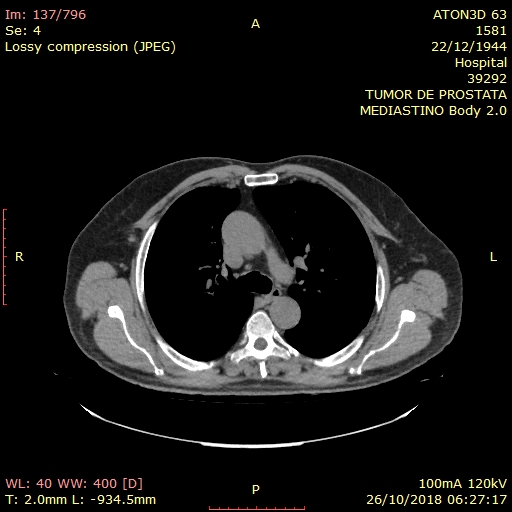 Im: 137/796
Se: 4
Lossy compression (JPEG)
A
ATON3D 63
1581
22/12/1944
Hospital
39292
TUMOR DE PROSTATA
MEDIASTINO Body 2.0
R
L
WL: 40 WW: 400 [D]
T: 2.0mm L: -934.5mm
P
100mA 120kV
26/10/2018 06:27:17